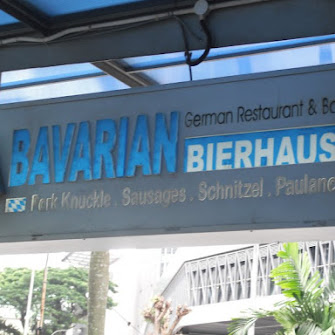 BAVARIAN
German Restaurant & Ba
BIERHAUS
Pork Knuckle . Sausages . Schnitzel . Paulane